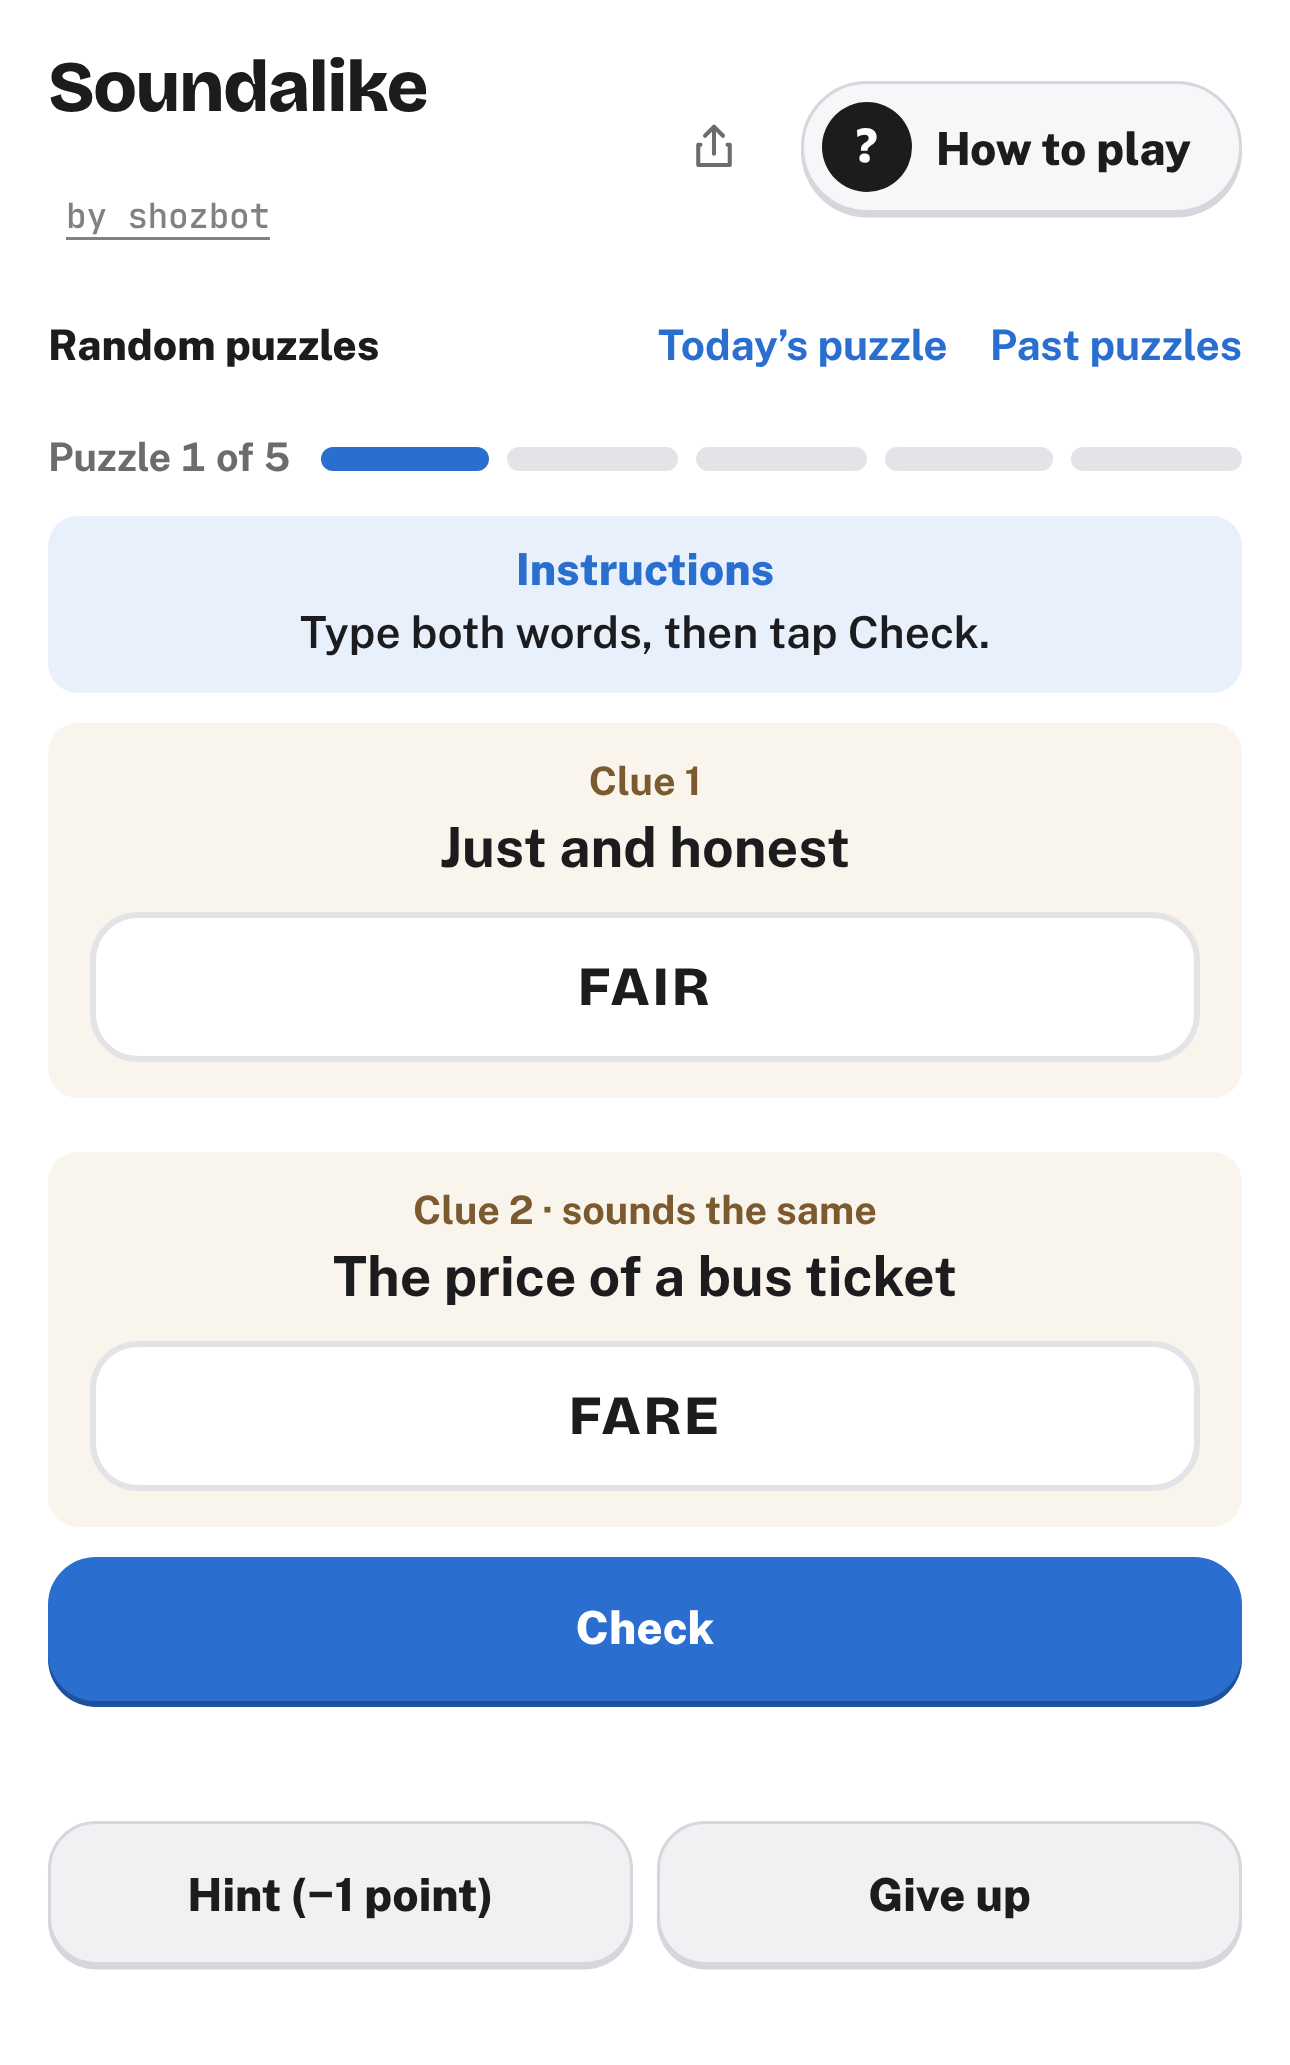 Soundalike
by shozbot
? How to play
Random puzzles
Today’s puzzle Past puzzles
Puzzle 1 of 5
Instructions
Type both words, then tap Check.
Clue 1
Just and honest
FAIR
Clue 2 · sounds the same
The price of a bus ticket
FARE
Check
Hint (−1 point)
Give up